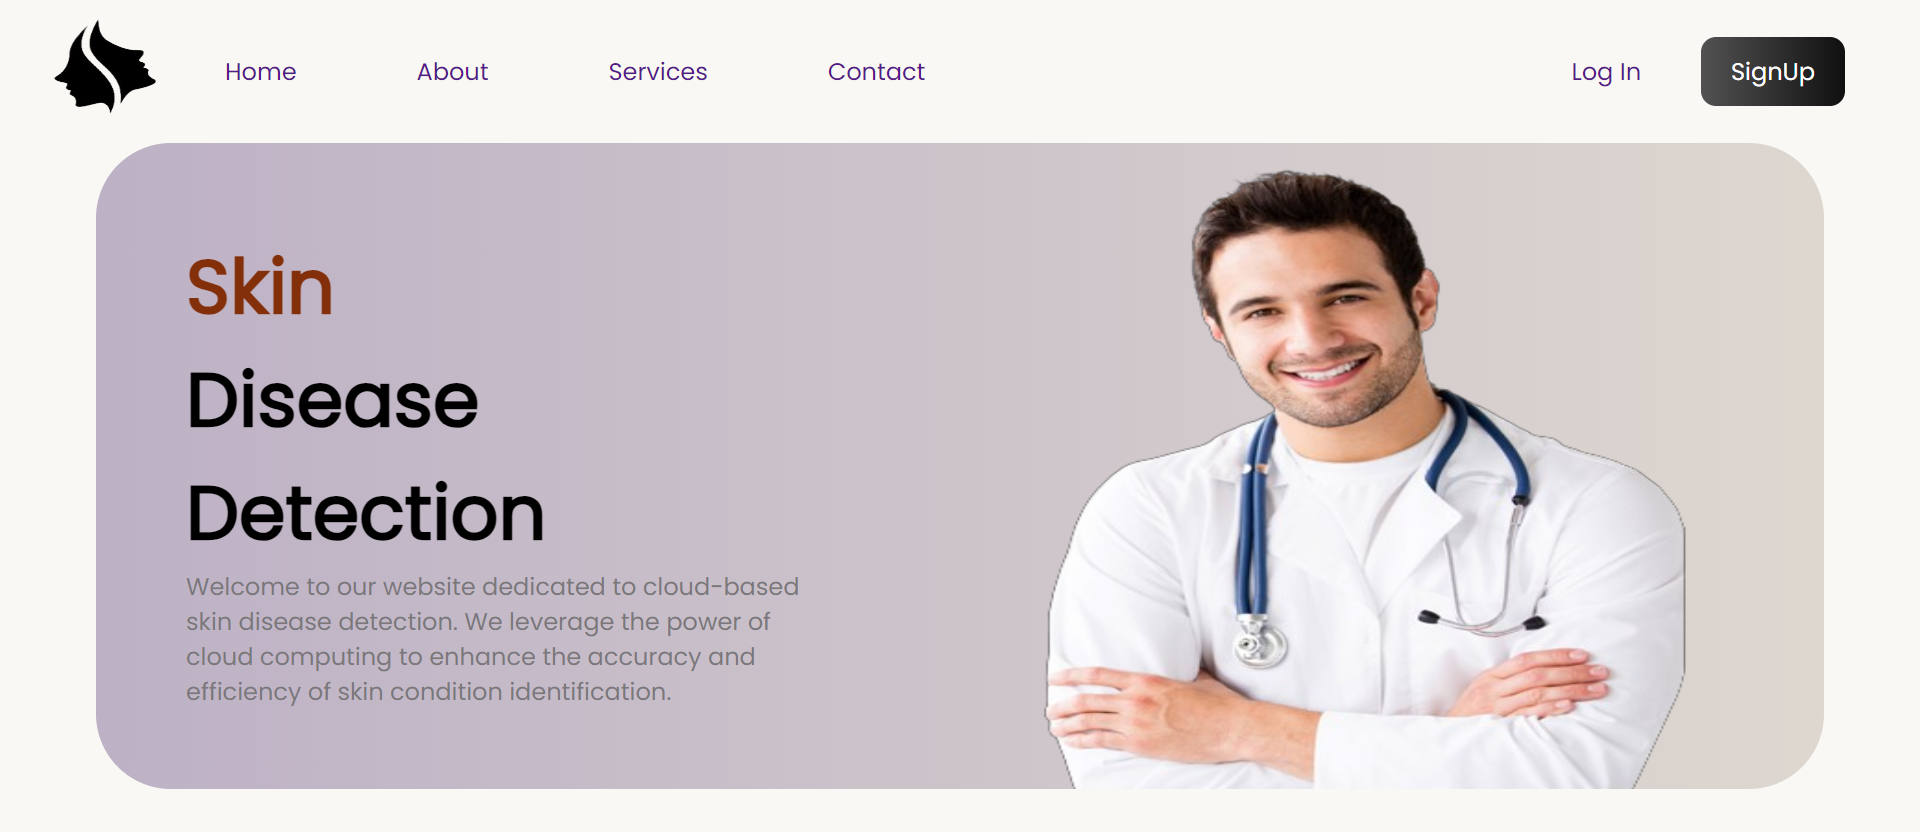 Home About Services Contact Log In SignUp
Skin
Disease
Detection
Welcome to our website dedicated to cloud-based
skin disease detection. We leverage the power of
cloud computing to enhance the accuracy and
efficiency of skin condition identification.